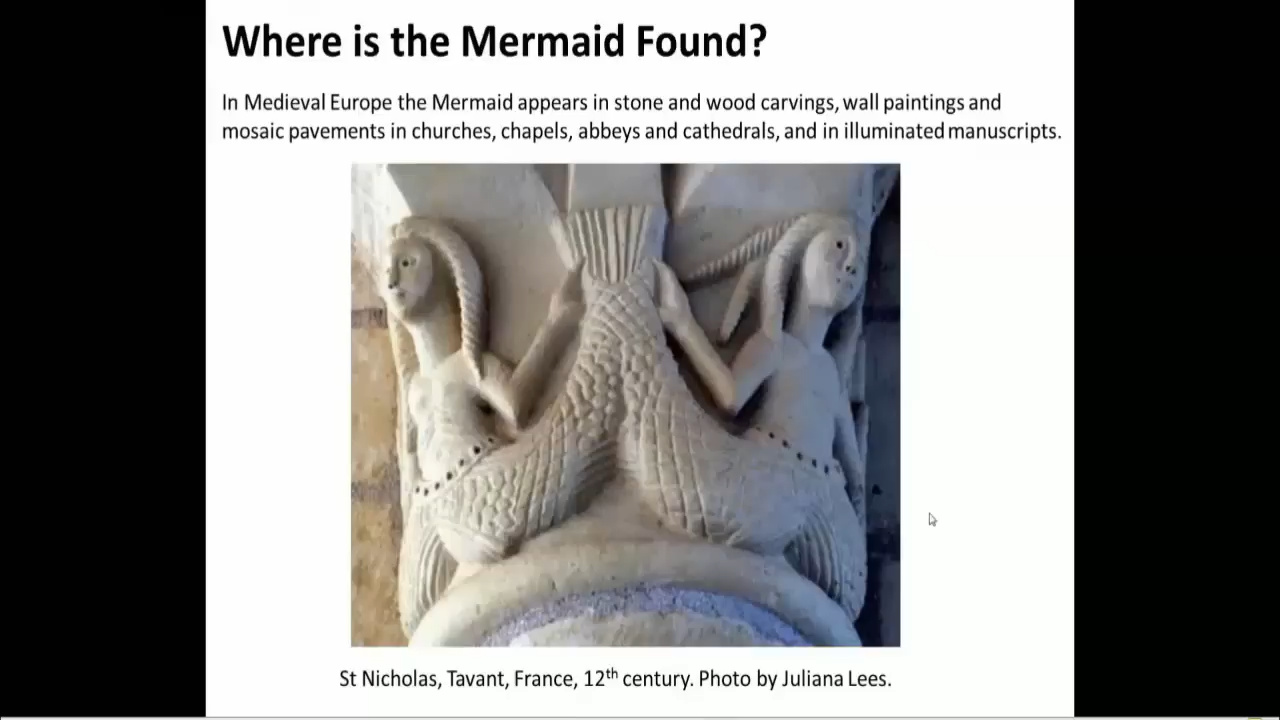 Where is the Mermaid Found?
In Medieval Europe the Mermaid appears in stone and wood carvings, wall paintings and
mosaic pavements in churches, chapels, abbeys and cathedrals, and in illuminated manuscripts.
St Nicholas, Tavant, France, 12th century. Photo by Juliana Lees.